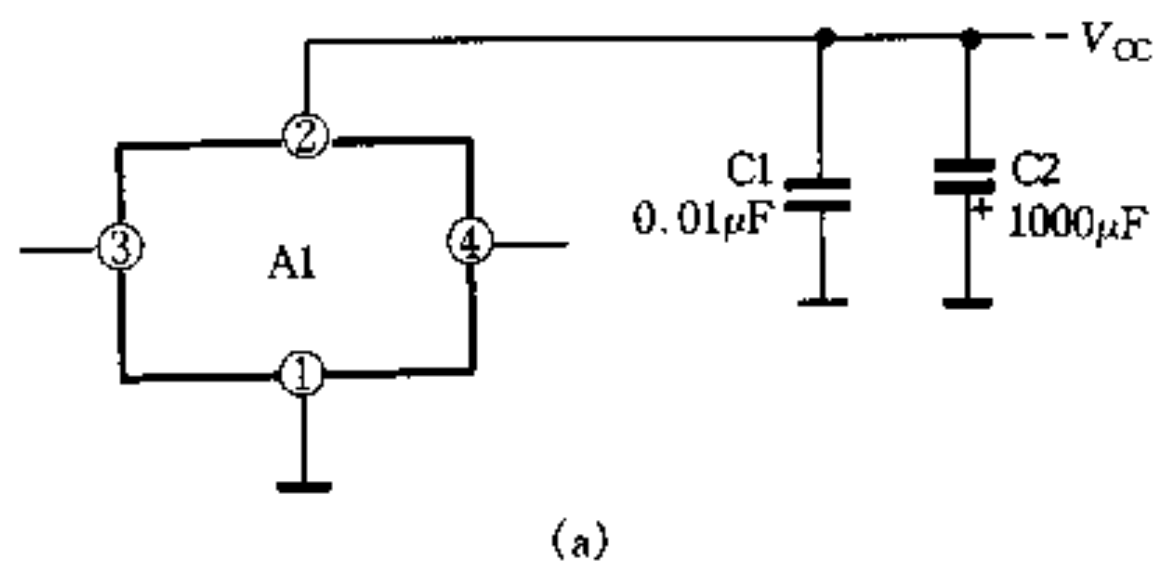 －V_CC
②
C1
0.01μF
C2
+
1000μF
③
A1
④
①
(a)